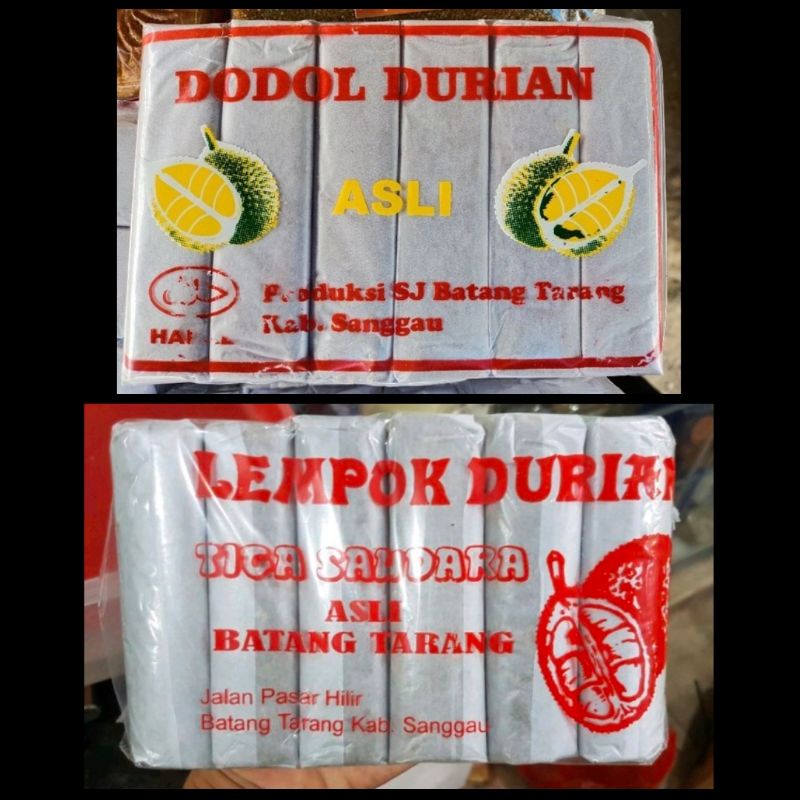 DODOL DURIAN
ASLI
Produksi SJ Batang Tarang
Kab. Sanggau
LEMPOK DURIAN
TIGA SAUDARA
ASLI
BATANG TARANG
Jalan Pasar Hilir
Batang Tarang Kab. Sanggau